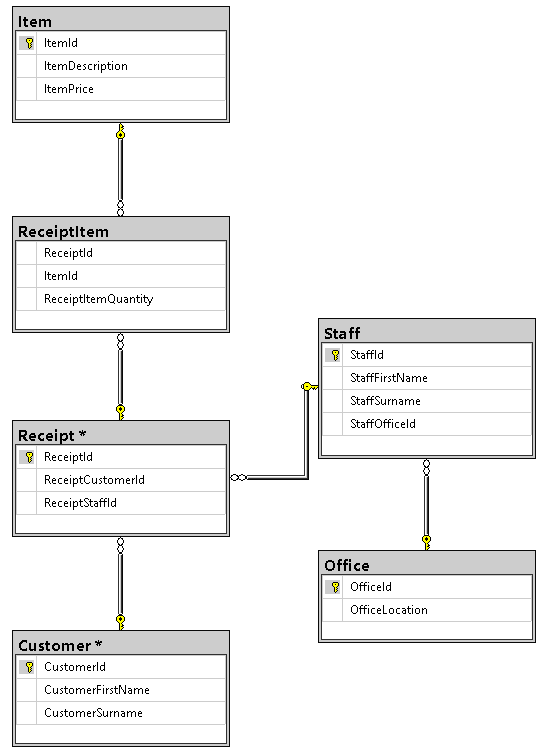 Item
ItemId
ItemDescription
ItemPrice
ReceiptItem
ReceiptId
ItemId
ReceiptItemQuantity
Staff
StaffId
StaffFirstName
StaffSurname
StaffOfficeId
Receipt *
ReceiptId
ReceiptCustomerId
ReceiptStaffId
Office
OfficeId
OfficeLocation
Customer *
CustomerId
CustomerFirstName
CustomerSurname